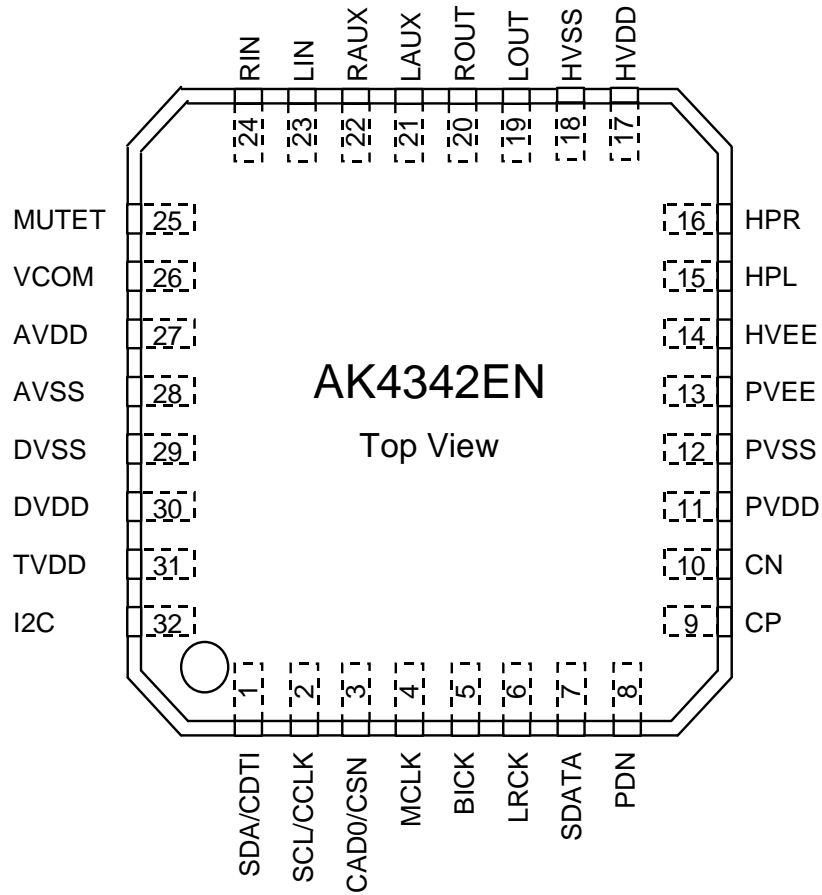 RIN
LIN
RAUX
LAUX
ROUT
LOUT
HVSS
HVDD
24
23
22
21
20
19
18
17
MUTET 25
VCOM 26
AVDD 27
AVSS 28
DVSS 29
DVDD 30
TVDD 31
I2C 32
AK4342EN
Top View
16 HPR
15 HPL
14 HVEE
13 PVEE
12 PVSS
11 PVDD
10 CN
9 CP
1
2
3
4
5
6
7
8
SDA/CDTI
SCL/CCLK
CAD0/CSN
MCLK
BICK
LRCK
SDATA
PDN